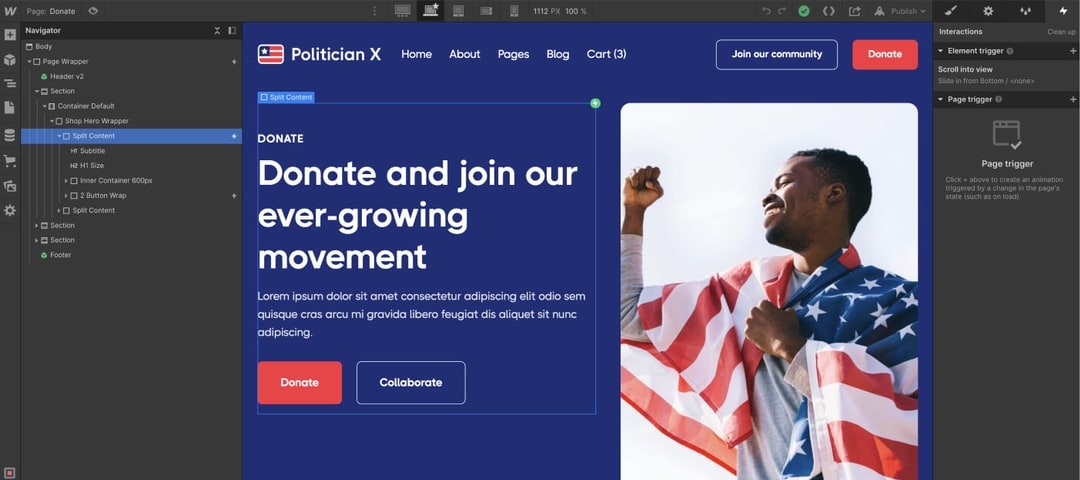 Page: Donate
1112 PX 100 %
Publish
Navigator
Body
Page Wrapper
Header v2
Section
Container Default
Shop Hero Wrapper
Split Content
Subtitle
H1 Size
Inner Container 600px
2 Button Wrap
Split Content
Section
Section
Footer
Politician X
Home
About
Pages
Blog
Cart (3)
Join our community
Donate
Split Content
DONATE
Donate and join our
ever-growing
movement
Lorem ipsum dolor sit amet consectetur adipiscing elit odio sem
quisque cras arcu mi gravida libero feugiat dis aliquet sit nunc
adipiscing.
Donate
Collaborate
Interactions
Clean up
Element trigger
Scroll into view
Slide in from Bottom / <none>
Page trigger
Page trigger
Click + above to create an animation
triggered by a change in the page's
state (such as on load).